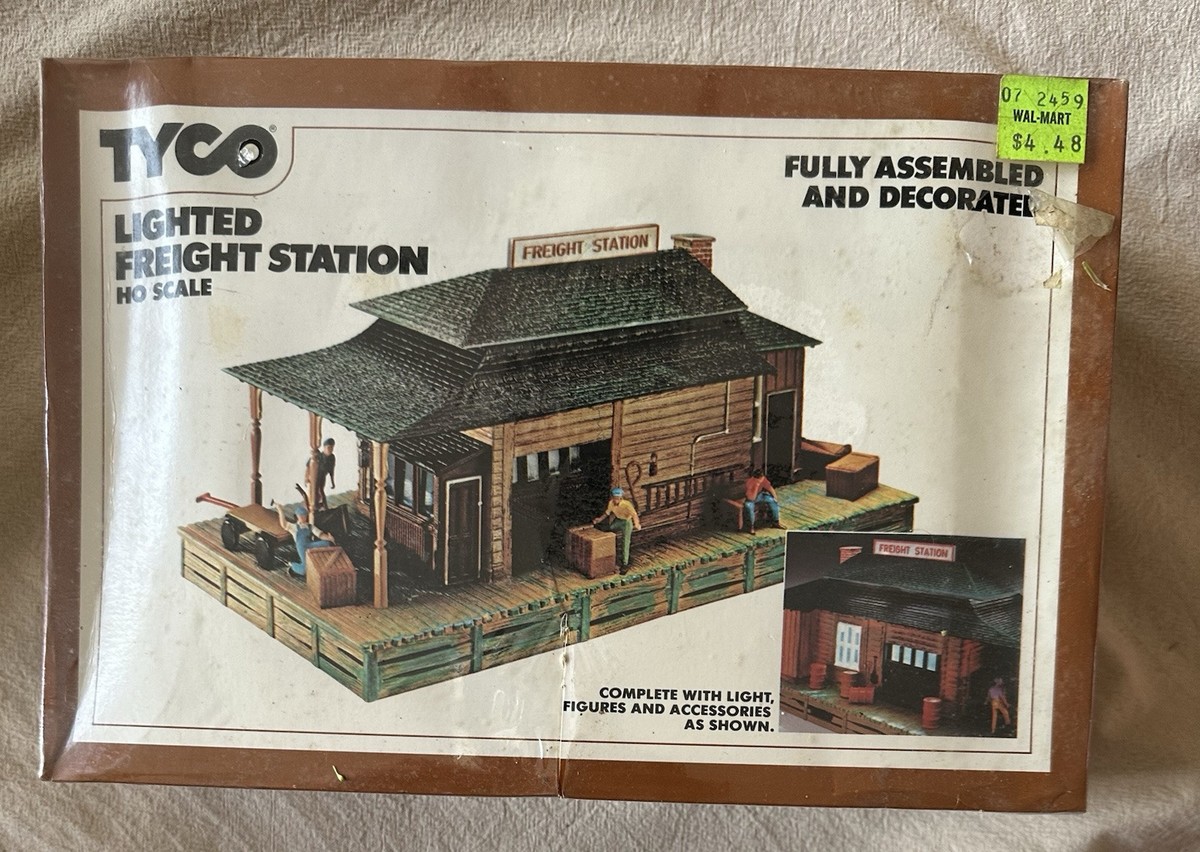 TYCO®
LIGHTED
FREIGHT STATION
HO SCALE
07 2459
WAL-MART
$4.48
FULLY ASSEMBLED
AND DECORATED
FREIGHT STATION
FREIGHT STATION
COMPLETE WITH LIGHT,
FIGURES AND ACCESSORIES
AS SHOWN.